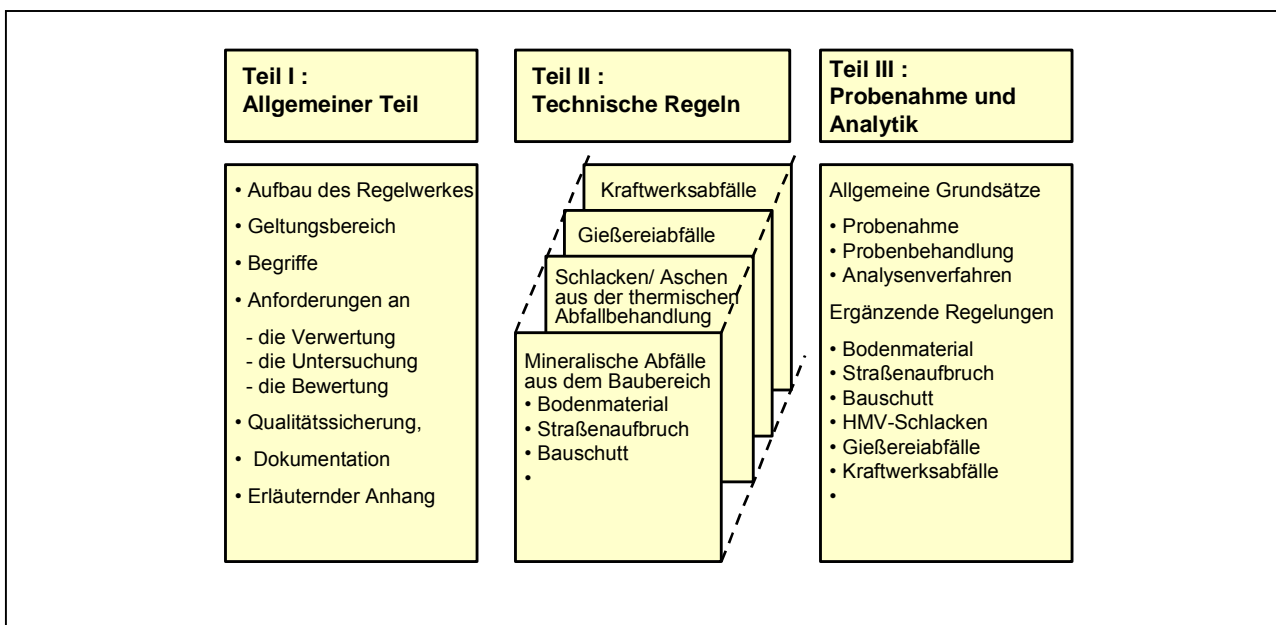 Teil I :
Allgemeiner Teil
• Aufbau des Regelwerkes
• Geltungsbereich
• Begriffe
• Anforderungen an
- die Verwertung
- die Untersuchung
- die Bewertung
• Qualitätssicherung,
• Dokumentation
• Erläuternder Anhang
Teil II :
Technische Regeln
Kraftwerksabfälle
Gießereiabfälle
Schlacken/ Aschen
aus der thermischen
Abfallbehandlung
Mineralische Abfälle
aus dem Baubereich
• Bodenmaterial
• Straßenaufbruch
• Bauschutt
•
Teil III :
Probenahme und
Analytik
Allgemeine Grundsätze
• Probenahme
• Probenbehandlung
• Analysenverfahren
Ergänzende Regelungen
• Bodenmaterial
• Straßenaufbruch
• Bauschutt
• HMV-Schlacken
• Gießereiabfälle
• Kraftwerksabfälle
•